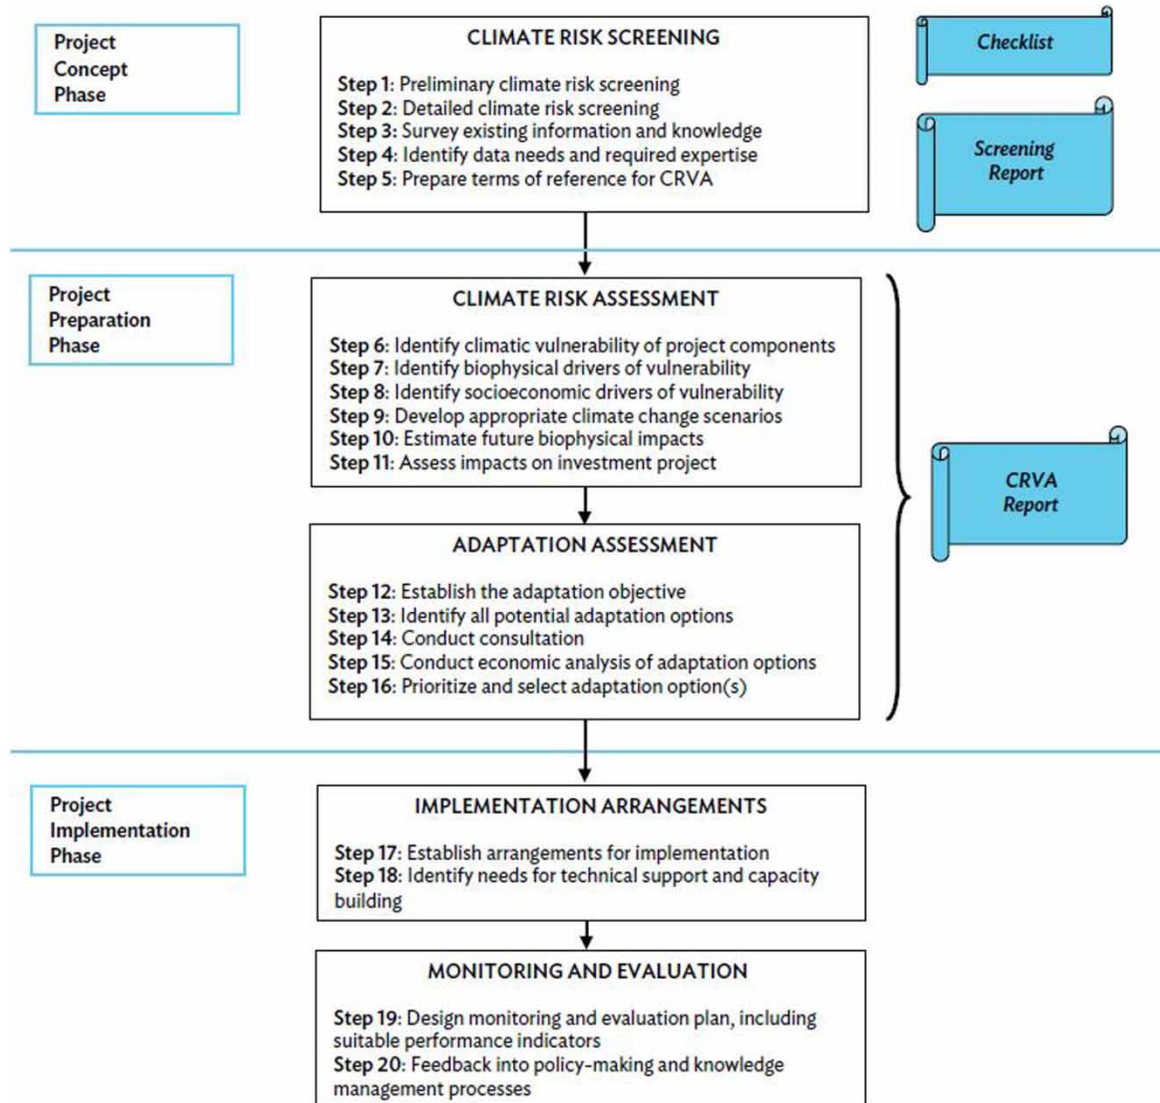 Project
Concept
Phase
CLIMATE RISK SCREENING
Step 1: Preliminary climate risk screening
Step 2: Detailed climate risk screening
Step 3: Survey existing information and knowledge
Step 4: Identify data needs and required expertise
Step 5: Prepare terms of reference for CRVA
Checklist
Screening
Report
Project
Preparation
Phase
CLIMATE RISK ASSESSMENT
Step 6: Identify climatic vulnerability of project components
Step 7: Identify biophysical drivers of vulnerability
Step 8: Identify socioeconomic drivers of vulnerability
Step 9: Develop appropriate climate change scenarios
Step 10: Estimate future biophysical impacts
Step 11: Assess impacts on investment project
ADAPTATION ASSESSMENT
Step 12: Establish the adaptation objective
Step 13: Identify all potential adaptation options
Step 14: Conduct consultation
Step 15: Conduct economic analysis of adaptation options
Step 16: Prioritize and select adaptation option(s)
CRVA
Report
Project
Implementation
Phase
IMPLEMENTATION ARRANGEMENTS
Step 17: Establish arrangements for implementation
Step 18: Identify needs for technical support and capacity
building
MONITORING AND EVALUATION
Step 19: Design monitoring and evaluation plan, including
suitable performance indicators
Step 20: Feedback into policy-making and knowledge
management processes